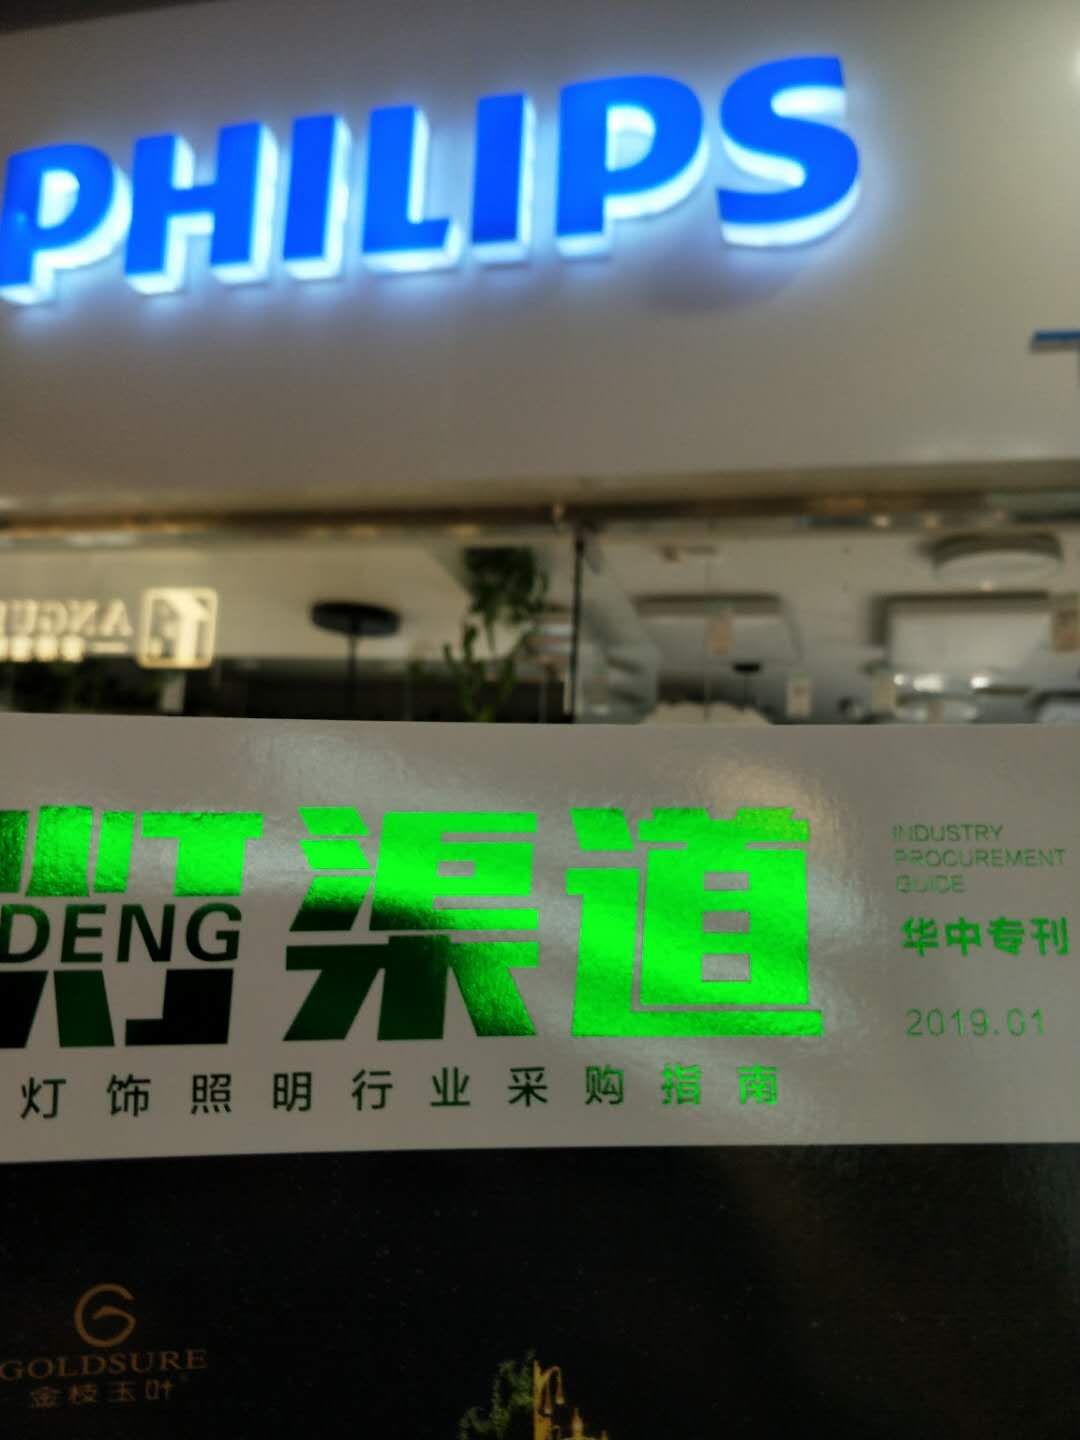 PHILIPS
ANGUL
DENG
渠道
INDUSTRY
PROCUREMENT
GUIDE
华中专刊
2019.01
灯饰照明行业采购指南
GOLDSURE
金枝玉叶